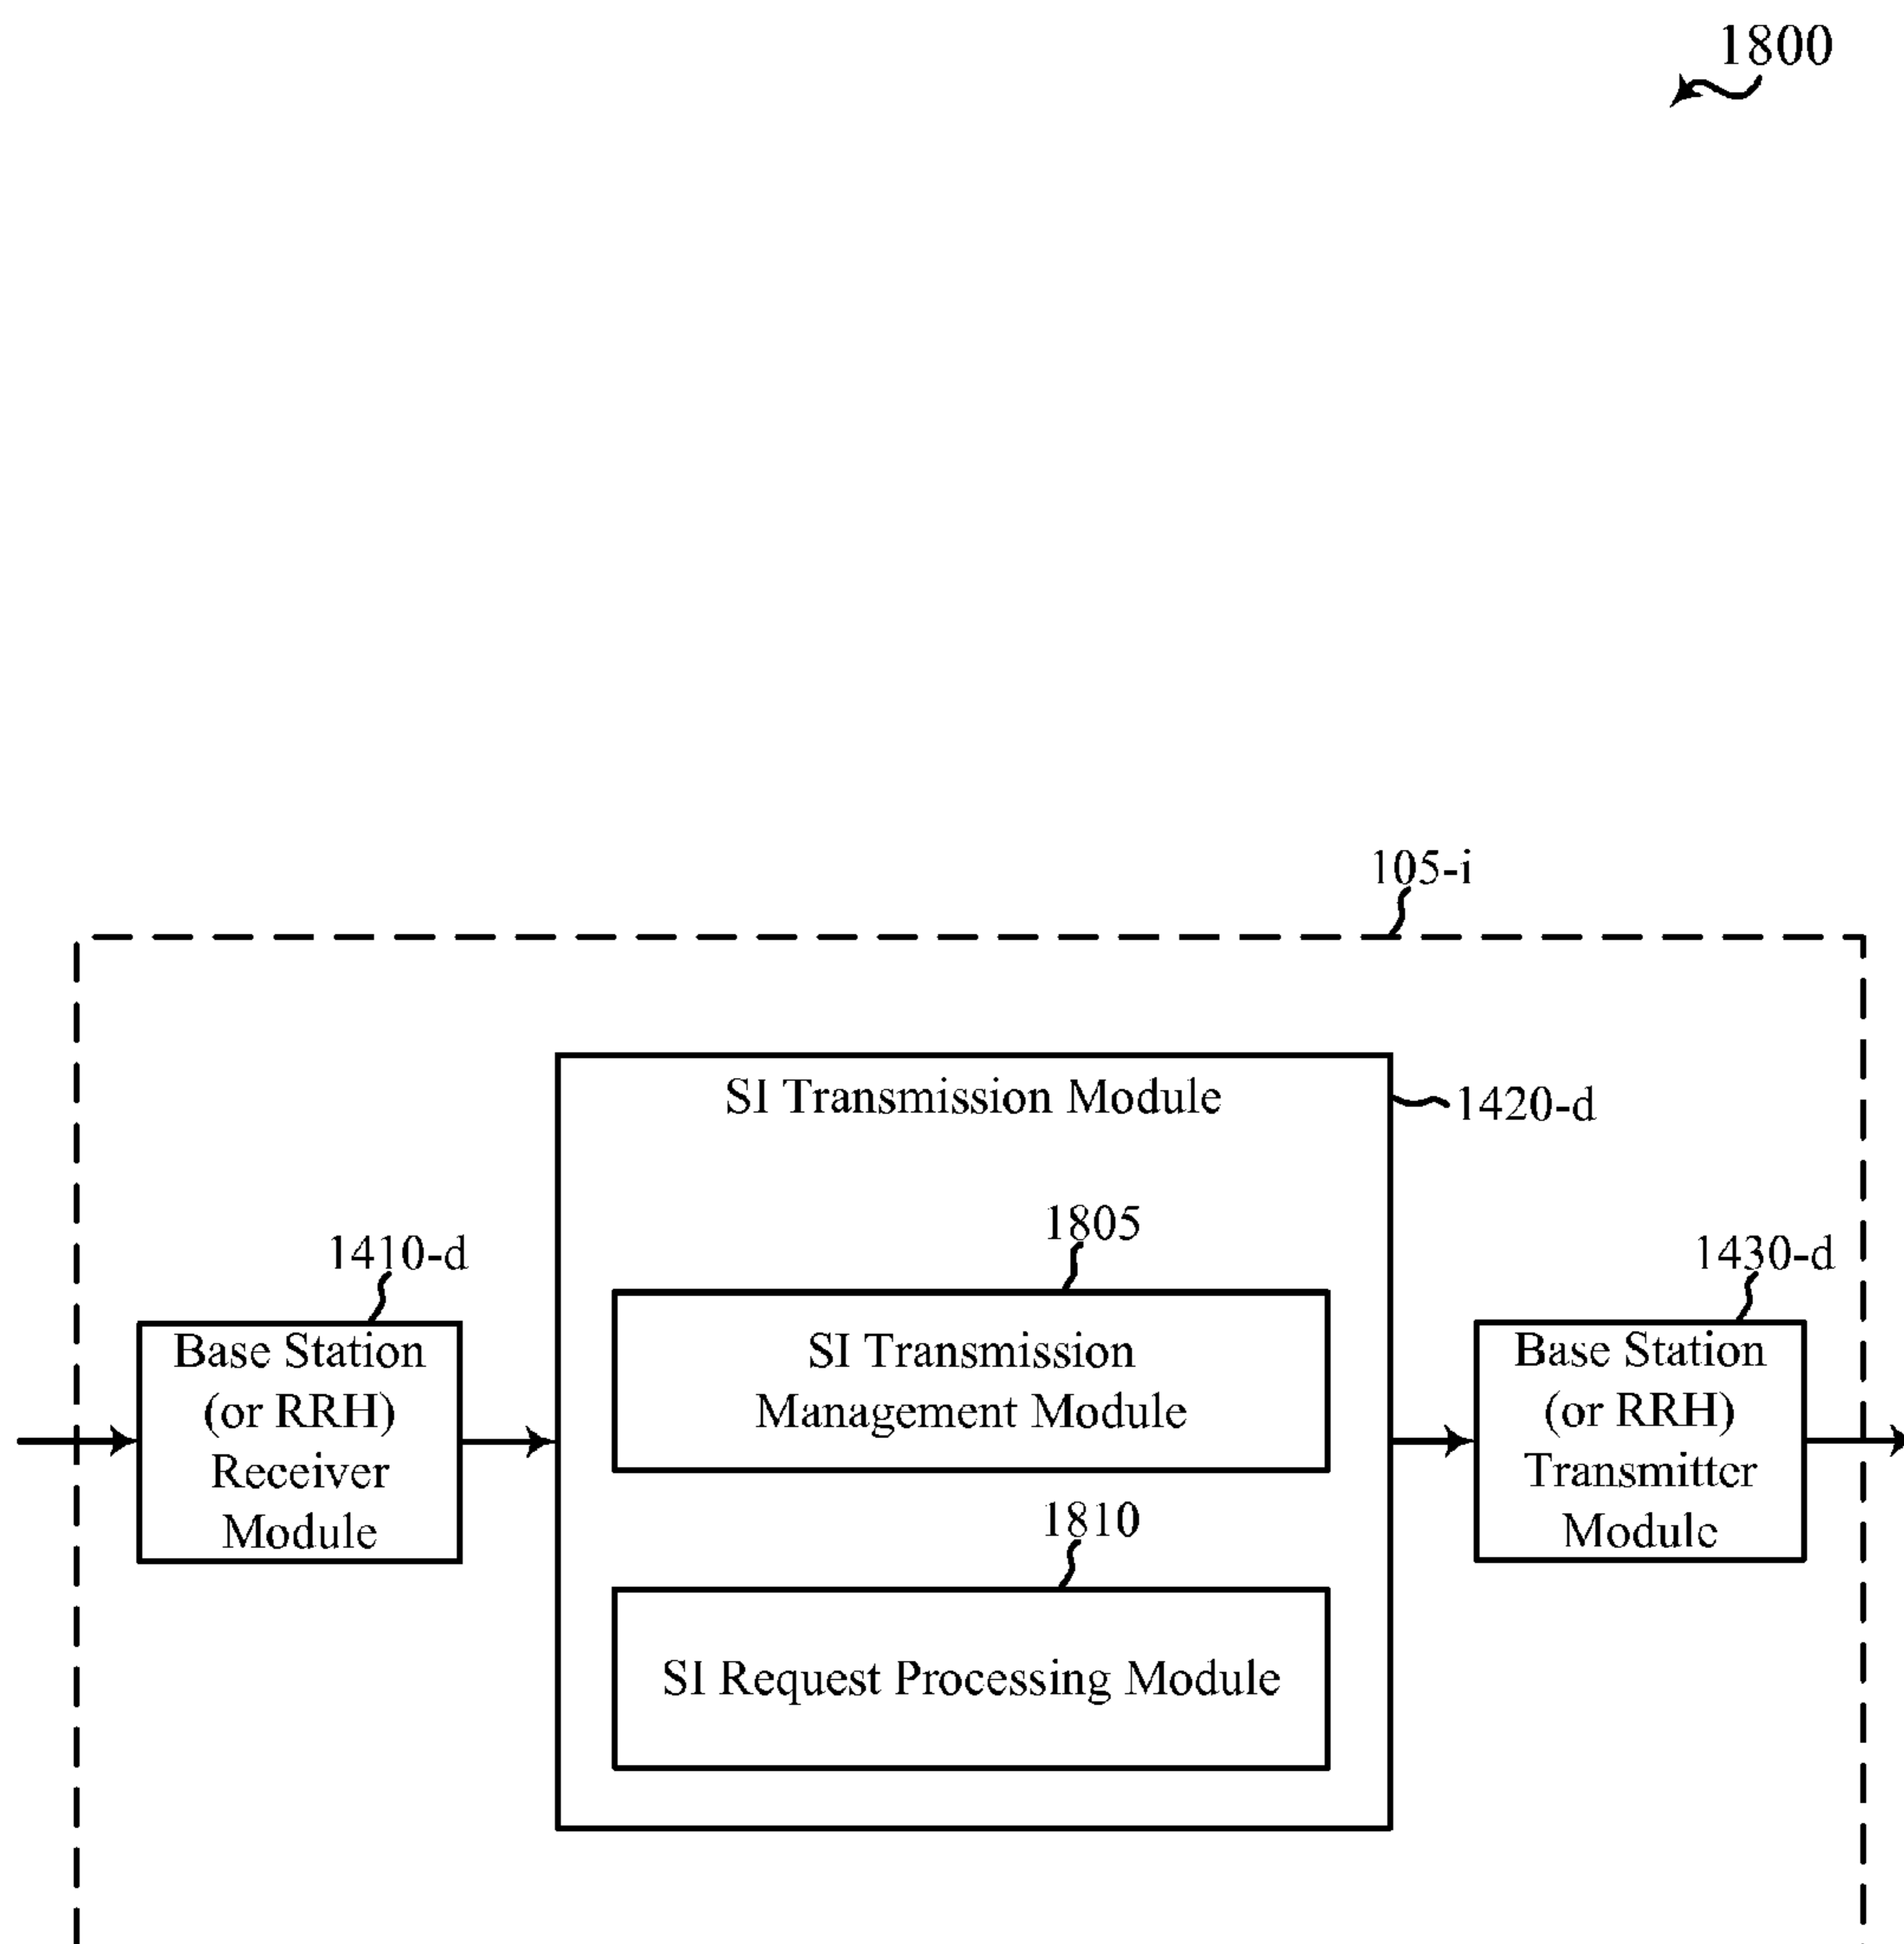 1800
105-i
SI Transmission Module
1420-d
1805
1410-d
1430-d
SI Transmission
Management Module
Base Station
(or RRH)
Receiver
Module
Base Station
(or RRH)
Transmitter
Module
1810
SI Request Processing Module